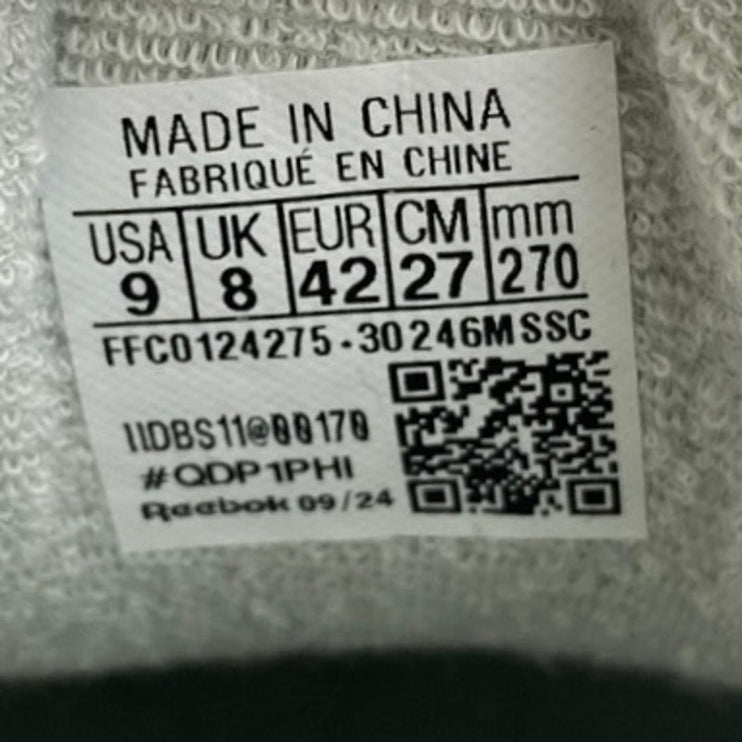 MADE IN CHINA
FABRIQUÉ EN CHINE
USA UK EUR CM mm
9 8 42 27 270
FFC0124275-30246MSSC
11DBS11@00170
#QDP1PHI
Reebok 09/24